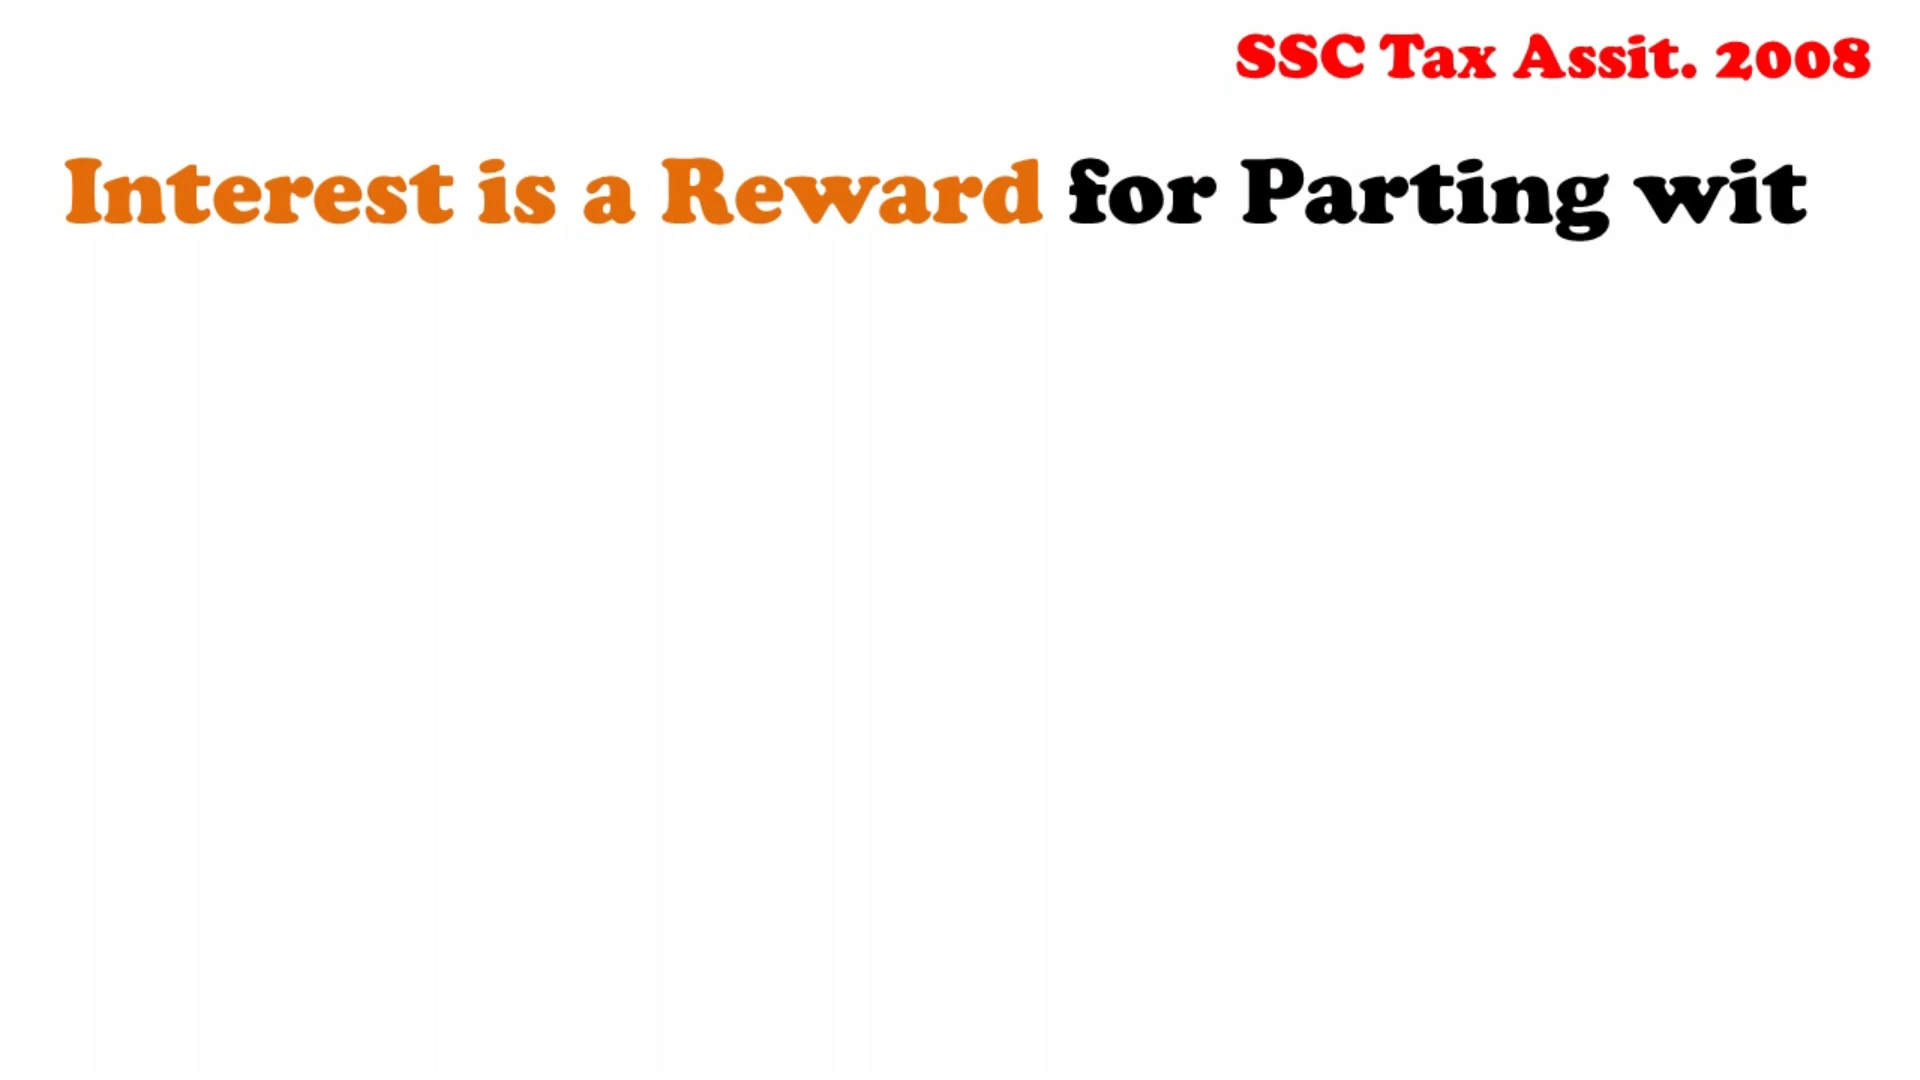 SSC Tax Assit. 2008
Interest is a Reward for Parting wit